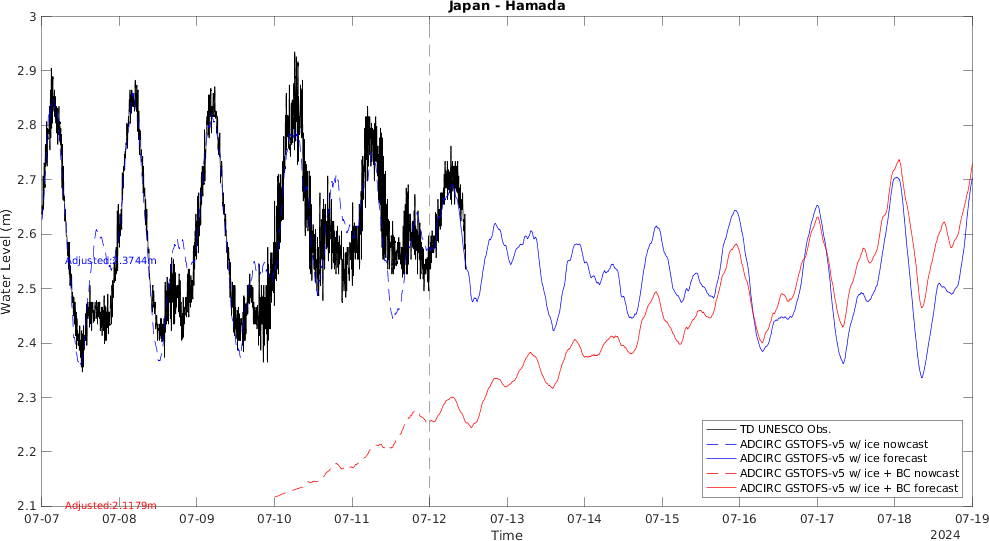 Japan - Hamada
Water Level (m)
3
2.9
2.8
2.7
2.6
2.5
2.4
2.3
2.2
2.1
Adjusted:2.1179m
TD UNESCO Obs.
ADCIRC GSTOFS-v5 w/ ice nowcast
ADCIRC GSTOFS-v5 w/ ice forecast
ADCIRC GSTOFS-v5 w/ ice + BC nowcast
ADCIRC GSTOFS-v5 w/ ice + BC forecast
07-07 07-08 07-09 07-10 07-11 07-12 07-13 07-14 07-15 07-16 07-17 07-18 07-19
Time
2024